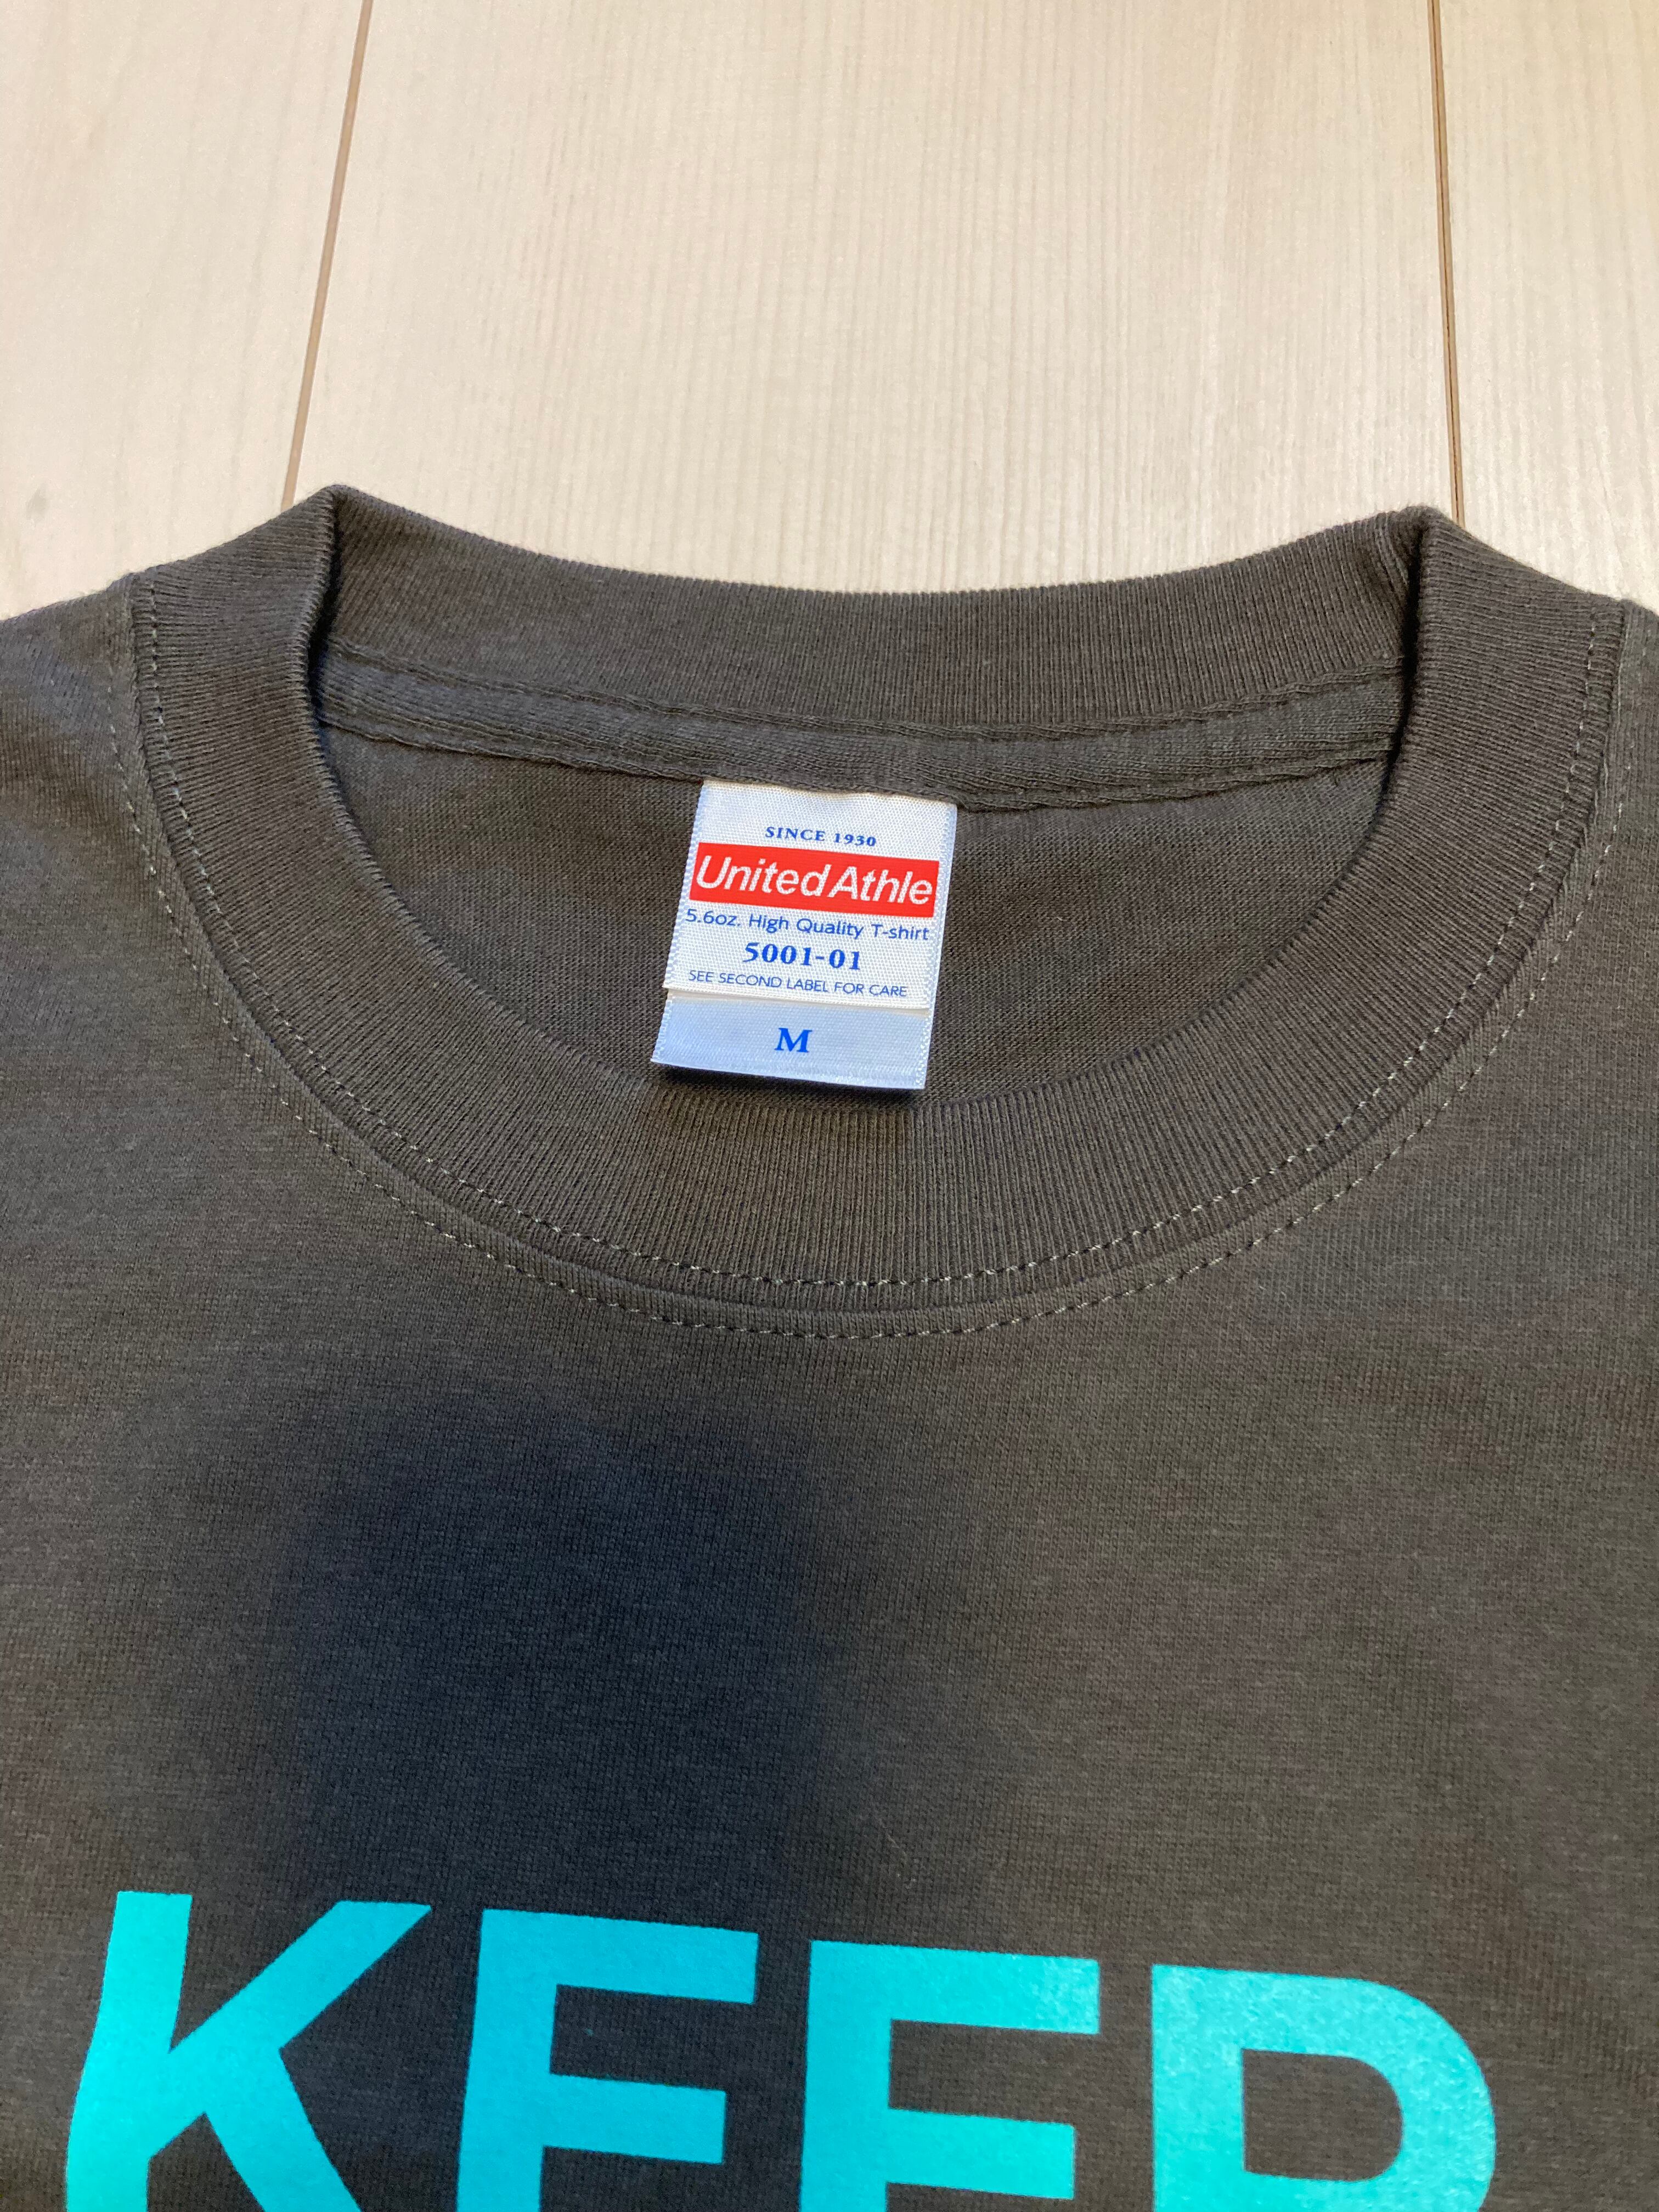 SINCE 1930
United Athle
5.6oz. High Quality T-shirt
5001-01
SEE SECOND LABEL FOR CARE
M
KEEP